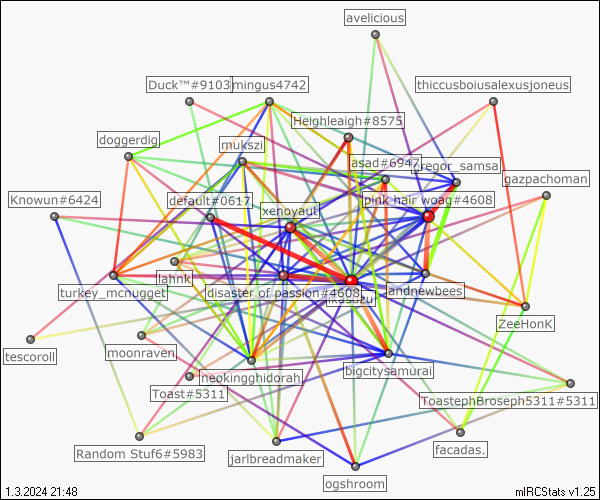 avelicious
Duck™#9103
mingus4742
thiccusboiusalexusjoneus
Heighleaigh#8575
doggerdig
mukszi
asad#6947
gregor_samsa
gazpachoman
Knowun#6424
default#0617
xenoyaut
pink hair woag#4608
lahnk
turkey_mcnugget
disaster of passion#4608
andnewbees
ZeeHonK
tescoroll
moonraven
neokingghidorah
bigcitysamurai
Toast#5311
ToastephBroseph5311#5311
Random Stuf6#5983
jarlbreadmaker
facadas.
ogshroom
1.3.2024 21:48
mIRCStats v1.25